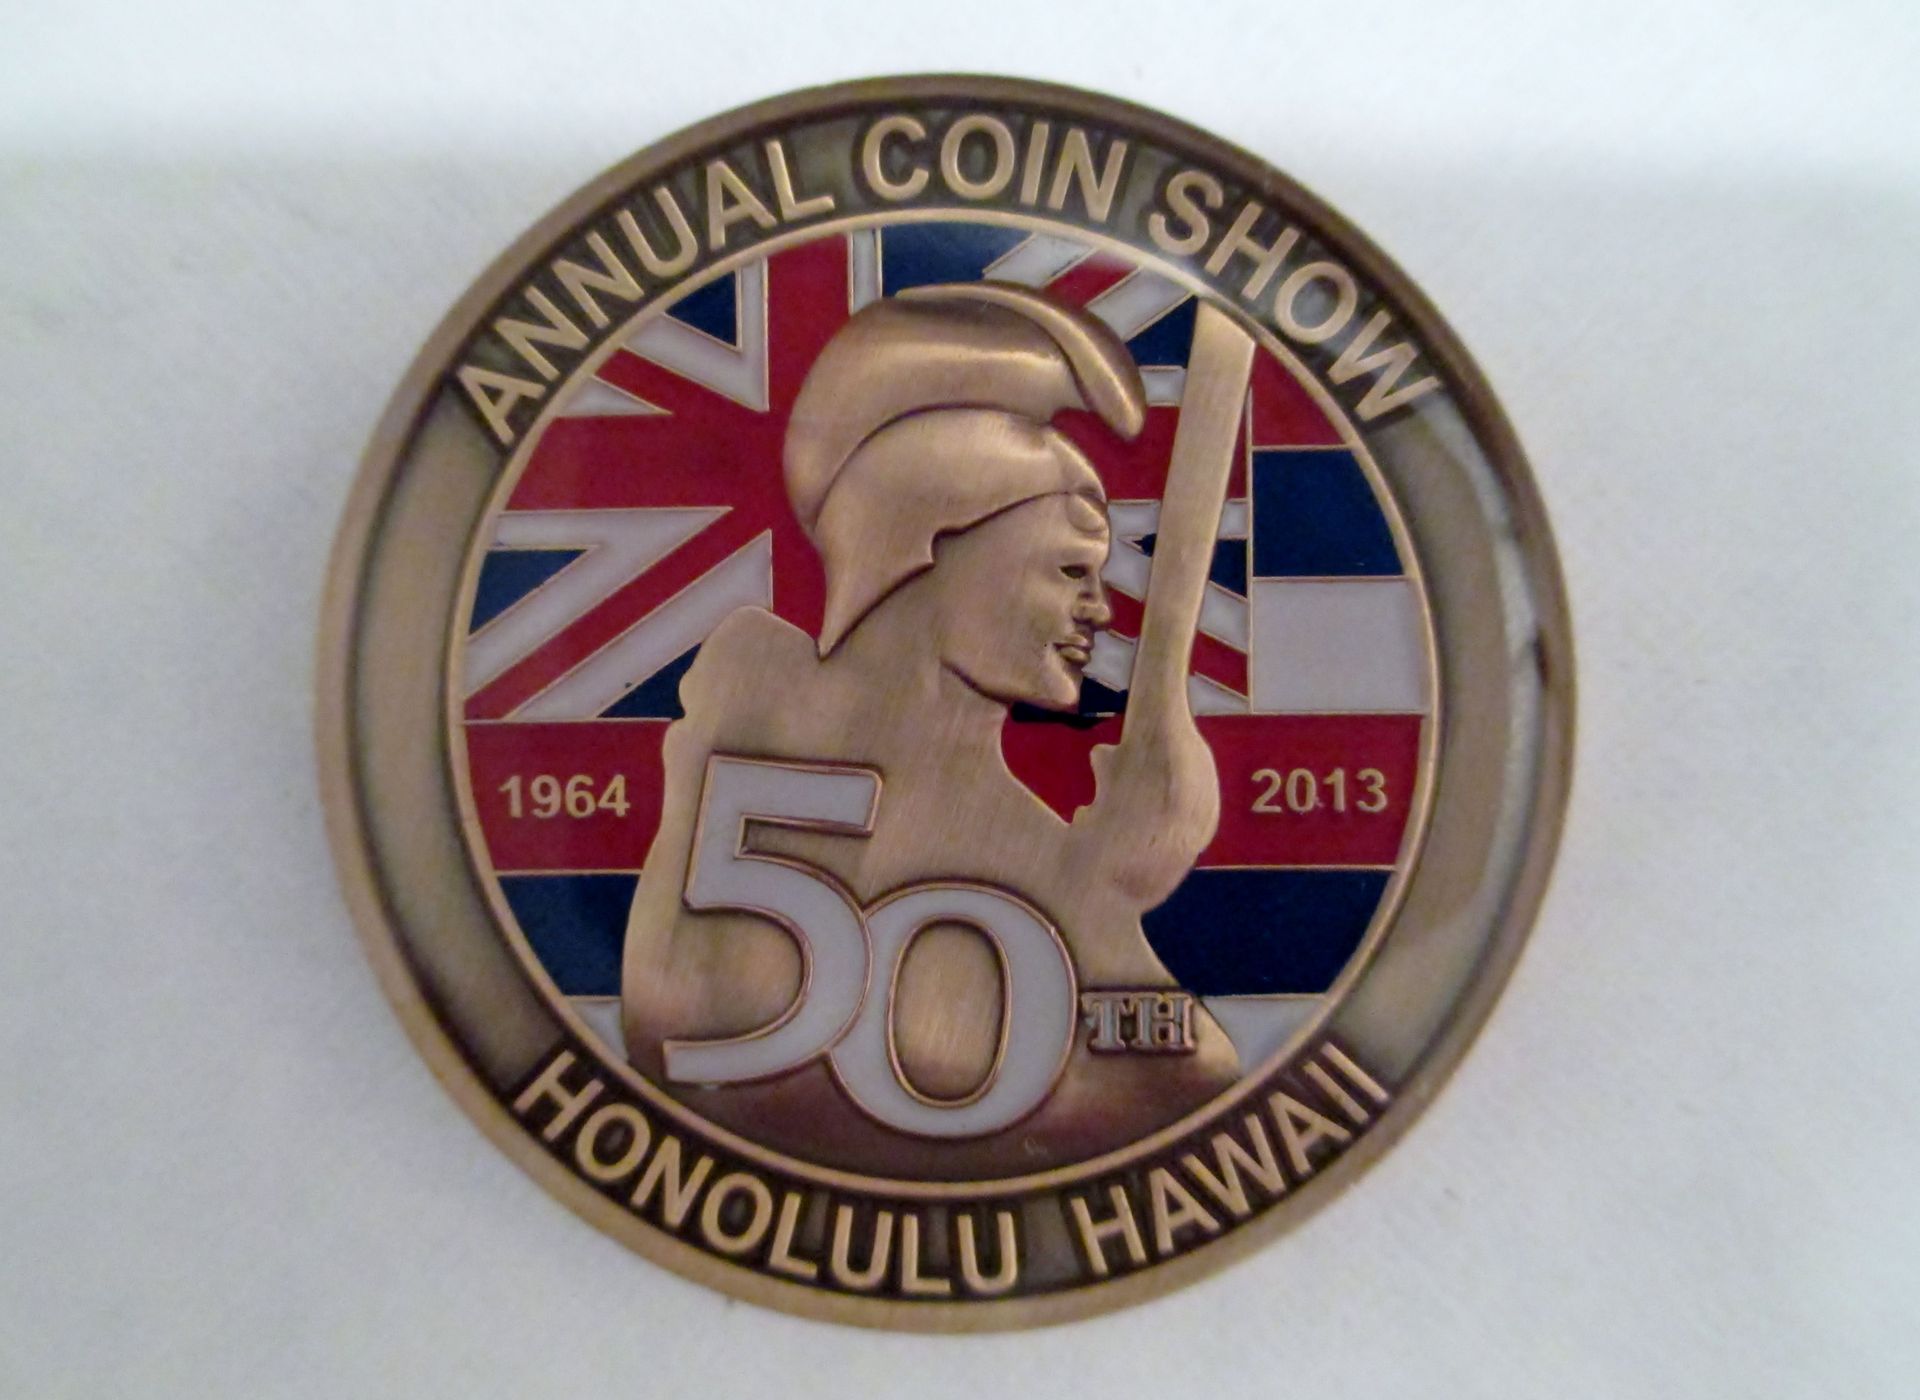 ANNUAL COIN SHOW
1964
2013
50TH
HONOLULU HAWAII